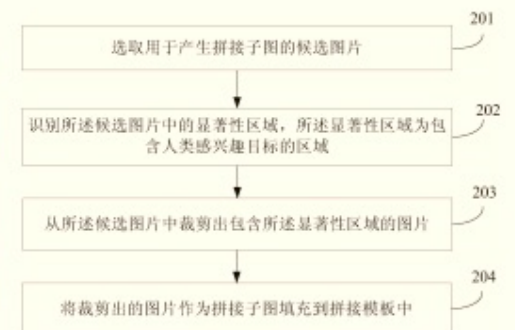 201
选取用于产生拼接子图的候选图片
202
识别所述候选图片中的显著性区域，所述显著性区域为包
含人类感兴趣目标的区域
203
从所述候选图片中裁剪出包含所述显著性区域的图片
204
将裁剪出的图片作为拼接子图填充到拼接模板中